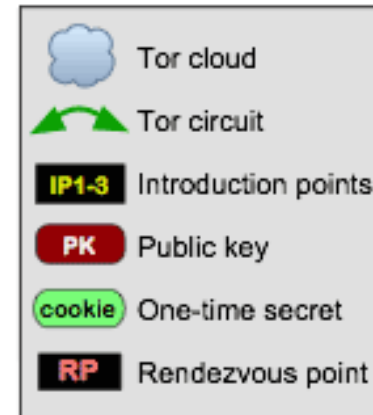 Tor cloud
Tor circuit
IP1-3 Introduction points
PK Public key
cookie One-time secret
RP Rendezvous point